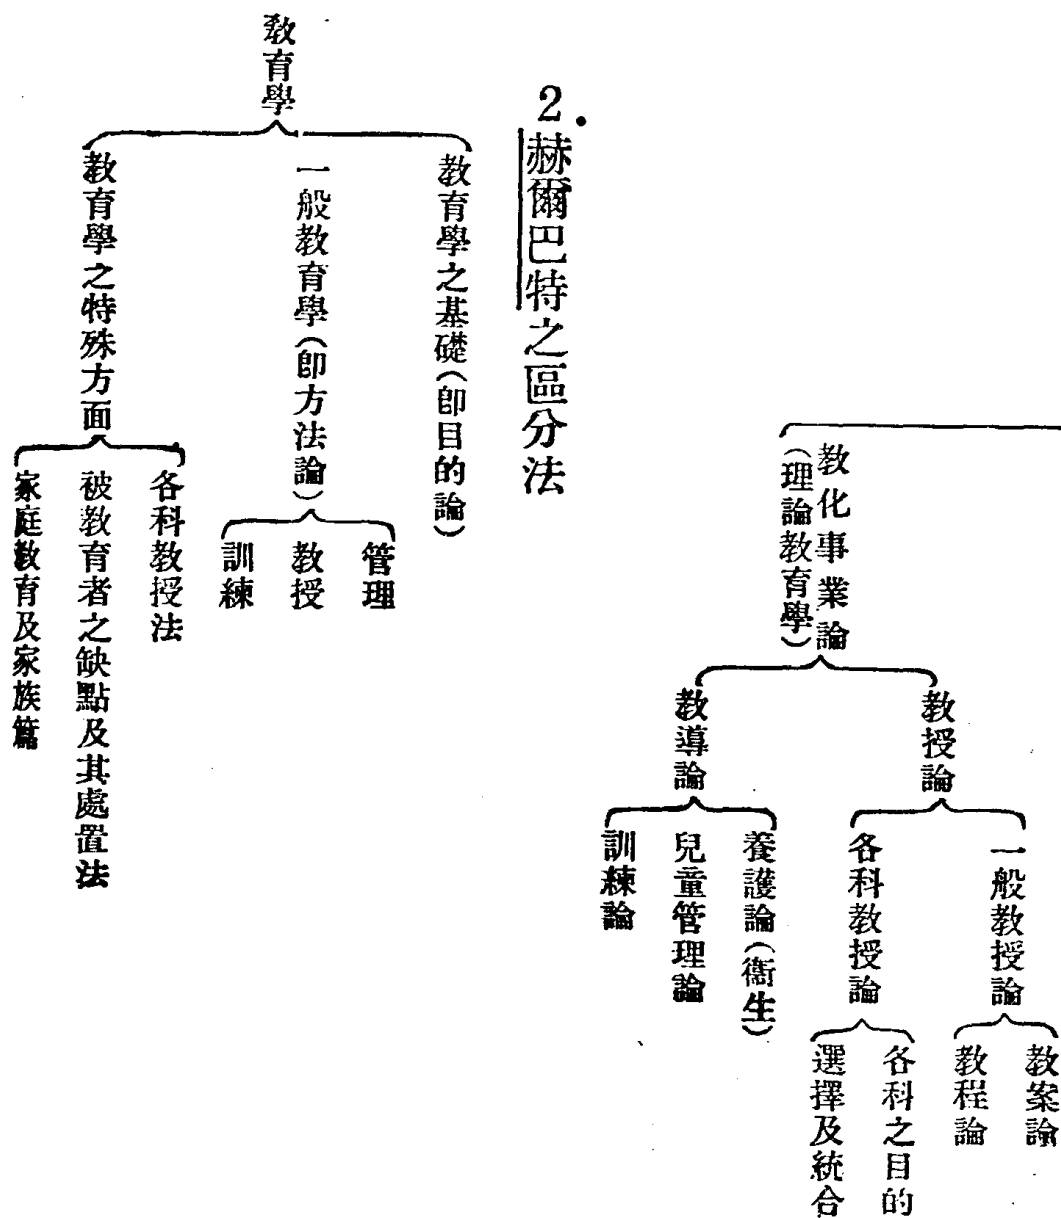 教化事業論
(理論教育學)
教授論
一般教授論
教案論
教程論
各科教授論
各科之目的
選擇及統合
教導論
養護論(衞生)
兒童管理論
訓練論
2.赫爾巴特之區分法
教育學
教育學之基礎(卽目的論)
一般教育學(卽方法論)
管理
教授
訓練
教育學之特殊方面
各科教授法
被教育者之缺點及其處置法
家庭教育及家族篇